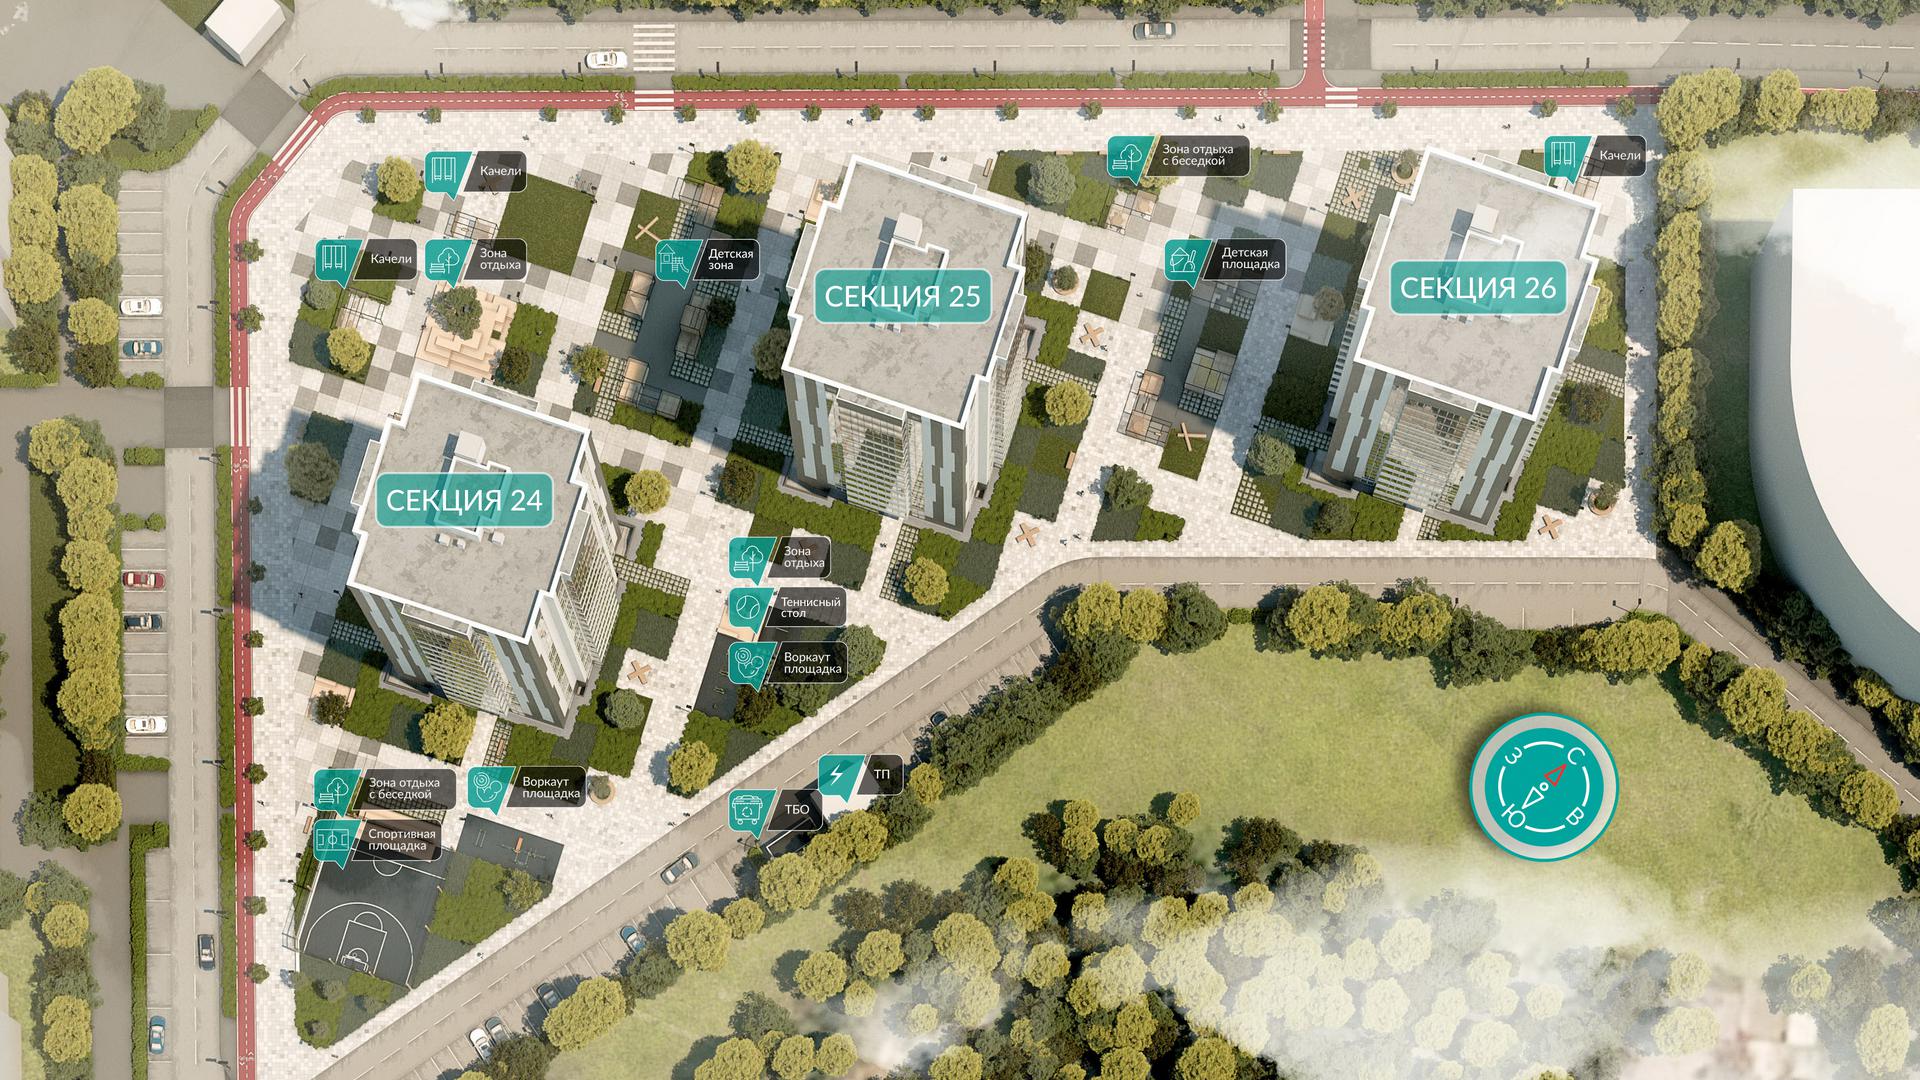 Качели
Зона отдыха
с беседкой
Качели
Качели
Зона
отдыха
Детская
зона
Детская
площадка
СЕКЦИЯ 25
СЕКЦИЯ 26
СЕКЦИЯ 24
Зона
отдыха
Теннисный
стол
Воркаут
площадка
Зона отдыха
с беседкой
Воркаут
площадка
ТП
ТБО
Спортивная
площадка
З С
Ю В